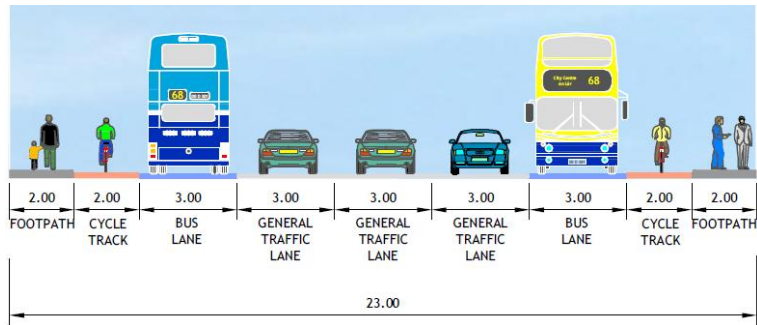 68
City Centre
68
2.00
2.00
3.00
3.00
3.00
3.00
3.00
2.00
2.00
FOOTPATH
CYCLE
TRACK
BUS
LANE
GENERAL
TRAFFIC
LANE
GENERAL
TRAFFIC
LANE
GENERAL
TRAFFIC
LANE
BUS
LANE
CYCLE
TRACK
FOOTPATH
23.00